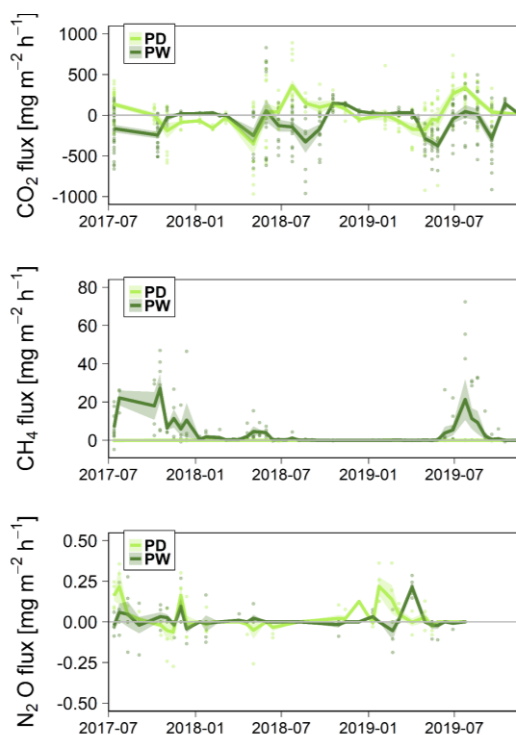 CO₂ flux [mg m⁻² h⁻¹]
1000
500
0
-500
-1000
PD
PW
2017-07 2018-01 2018-07 2019-01 2019-07
CH₄ flux [mg m⁻² h⁻¹]
80
60
40
20
0
PD
PW
2017-07 2018-01 2018-07 2019-01 2019-07
N₂ O flux [mg m⁻² h⁻¹]
0.50
0.25
0.00
-0.25
-0.50
PD
PW
2017-07 2018-01 2018-07 2019-01 2019-07